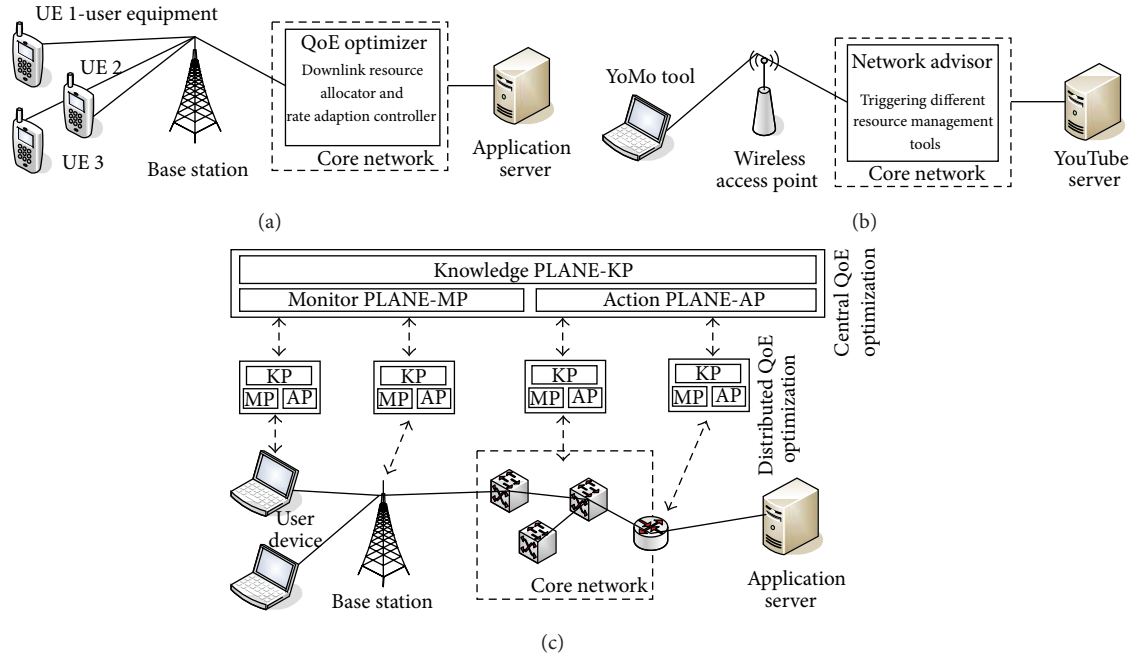 UE 1-user equipment
UE 2
UE 3
Base station
QoE optimizer
Downlink resource
allocator and
rate adaption controller
Core network
Application
server
(a)
YoMo tool
Wireless
access point
Network advisor
Triggering different
resource management
tools
Core network
YouTube
server
(b)
Knowledge PLANE-KP
Monitor PLANE-MP
Action PLANE-AP
Central QoE
optimization
KP
MP
AP
KP
MP
AP
KP
MP
AP
KP
MP
AP
Distributed QoE
optimization
User
device
Base station
Core network
Application
server
(c)